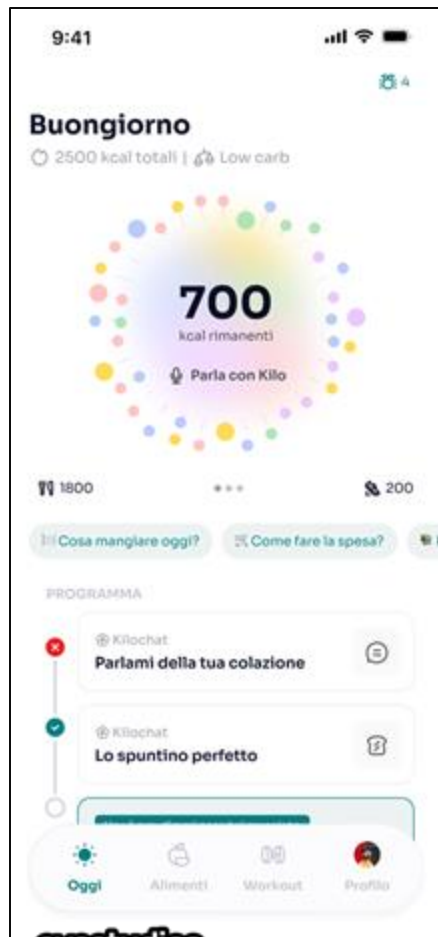 9:41
4
Buongiorno
2500 kcal totali | Low carb
700
kcal rimanenti
Parla con Kilo
1800
200
Cosa mangiare oggi?
Come fare la spesa?
PROGRAMMA
Kilochat
Parlami della tua colazione
Kilochat
Lo spuntino perfetto
Oggi
Alimenti
Workout
Profilo